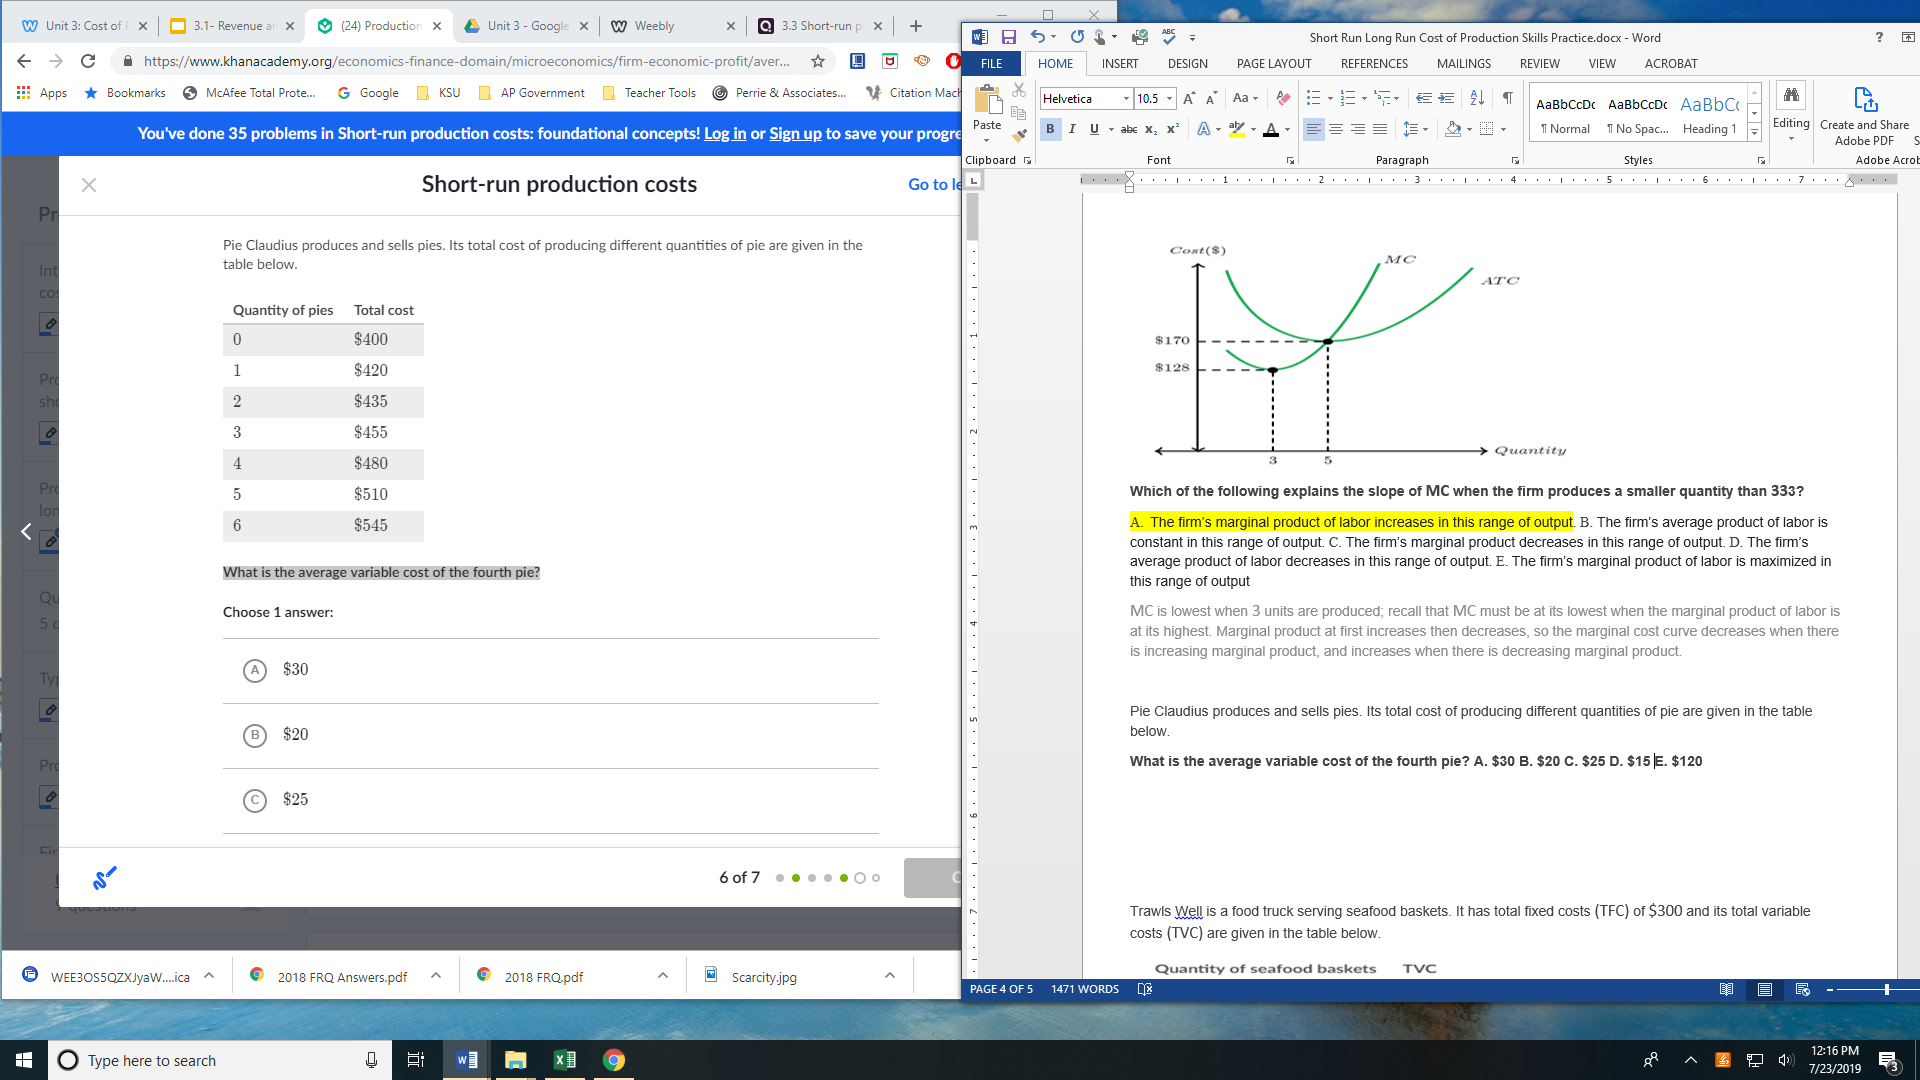 Unit 3: Cost of P
3.1- Revenue an
(24) Production
Unit 3 - Google
Weebly
3.3 Short-run p
https://www.khanacademy.org/economics-finance-domain/microeconomics/firm-economic-profit/aver...
Apps
Bookmarks
McAfee Total Prote...
Google
KSU
AP Government
Teacher Tools
Perrie & Associates...
Citation Mach
You've done 35 problems in Short-run production costs: foundational concepts! Log in or Sign up to save your progre
Short-run production costs
Go to le
Pie Claudius produces and sells pies. Its total cost of producing different quantities of pie are given in the
table below.
Quantity of pies Total cost
0 $400
1 $420
2 $435
3 $455
4 $480
5 $510
6 $545
What is the average variable cost of the fourth pie?
Choose 1 answer:
A $30
B $20
C $25
6 of 7
questions
WEE3OS5QZXJyaW....ica
2018 FRQ Answers.pdf
2018 FRQ.pdf
Scarcity.jpg
Short Run Long Run Cost of Production Skills Practice.docx - Word
FILE HOME INSERT DESIGN PAGE LAYOUT REFERENCES MAILINGS REVIEW VIEW ACROBAT
Paste
Helvetica 10.5
AaBbCcDc AaBbCcDc AaBbCc
¶ Normal ¶ No Spac... Heading 1
Editing
Create and Share
Adobe PDF
Clipboard Font Paragraph Styles Adobe Acrob
1 2 3 4 5 6 7
Cost($)
MC
ATC
$170
$128
Quantity
3 5
Which of the following explains the slope of MC when the firm produces a smaller quantity than 333?
A. The firm's marginal product of labor increases in this range of output. B. The firm's average product of labor is
constant in this range of output. C. The firm's marginal product decreases in this range of output. D. The firm's
average product of labor decreases in this range of output. E. The firm's marginal product of labor is maximized in
this range of output
MC is lowest when 3 units are produced; recall that MC must be at its lowest when the marginal product of labor is
at its highest. Marginal product at first increases then decreases, so the marginal cost curve decreases when there
is increasing marginal product, and increases when there is decreasing marginal product.
Pie Claudius produces and sells pies. Its total cost of producing different quantities of pie are given in the table
below.
What is the average variable cost of the fourth pie? A. $30 B. $20 C. $25 D. $15 E. $120
Trawls Well is a food truck serving seafood baskets. It has total fixed costs (TFC) of $300 and its total variable
costs (TVC) are given in the table below.
Quantity of seafood baskets TVC
PAGE 4 OF 5 1471 WORDS
Type here to search
12:16 PM
7/23/2019
3